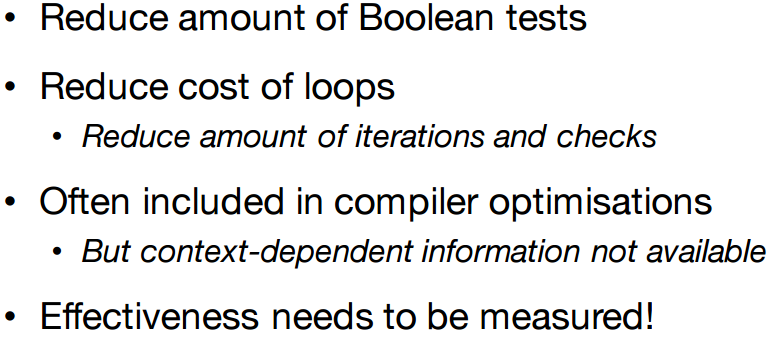 • Reduce amount of Boolean tests
• Reduce cost of loops
• Reduce amount of iterations and checks
• Often included in compiler optimisations
• But context-dependent information not available
• Effectiveness needs to be measured!